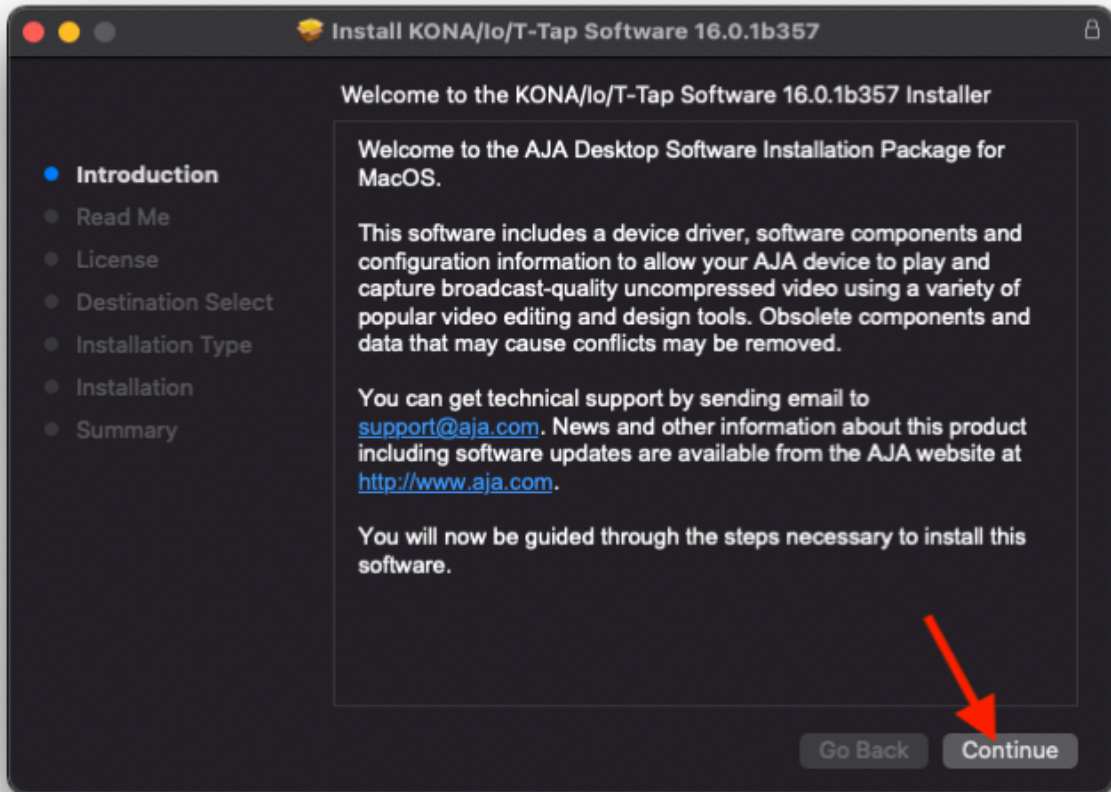 Install KONA/Io/T-Tap Software 16.0.1b357
Welcome to the KONA/Io/T-Tap Software 16.0.1b357 Installer
Introduction
Read Me
License
Destination Select
Installation Type
Installation
Summary
Welcome to the AJA Desktop Software Installation Package for
MacOS.
This software includes a device driver, software components and
configuration information to allow your AJA device to play and
capture broadcast-quality uncompressed video using a variety of
popular video editing and design tools. Obsolete components and
data that may cause conflicts may be removed.
You can get technical support by sending email to
support@aja.com. News and other information about this product
including software updates are available from the AJA website at
http://www.aja.com.
You will now be guided through the steps necessary to install this
software.
Go Back
Continue